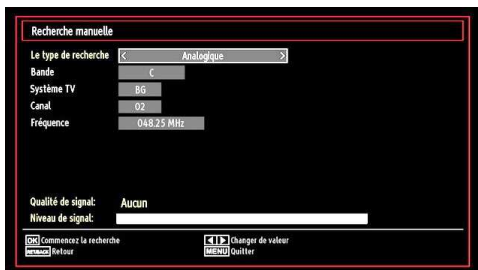 Recherche manuelle
Le type de recherche < Analogique >
Bande C
Système TV BG
Canal 02
Fréquence 048.25 MHz
Qualité de signal: Aucun
Niveau de signal:
OK Commencez la recherche ◀ ▶ Changer de valeur
Retour MENU Quitter